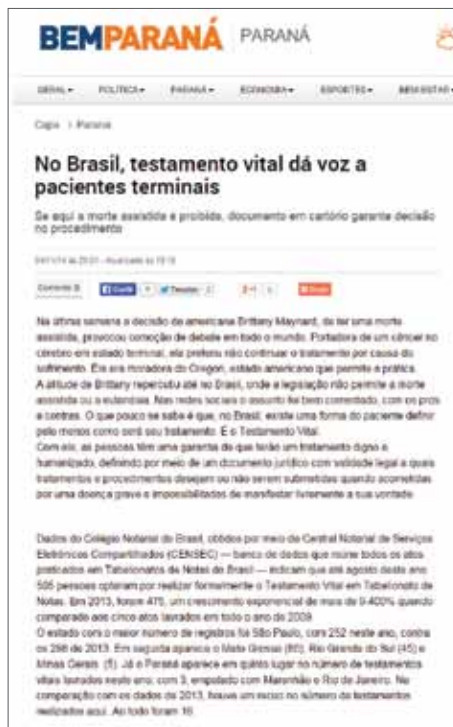 BEMPARANÁ PARANÁ
GERAL POLÍTICA PARANÁ ECONOMIA ESPORTES BEM ESTAR
Capa > Paraná
No Brasil, testamento vital dá voz a
pacientes terminais
Se aqui a morte assistida é proibida, documento em cartório garante decisão
no procedimento
Na última semana a decisão da americana Brittany Maynard, de ter uma morte
assistida, provocou comoção de debate em todo o mundo. Portadora de um câncer no
cérebro em estado terminal, ela preferiu não continuar o tratamento por causa do
sofrimento. Ela era moradora do Oregon, estado americano que permite a prática.
A atitude de Brittany repercutiu até no Brasil, onde a legislação não permite a morte
assistida ou a eutanásia. Nas redes sociais o assunto foi bem comentado, com os prós
e contras. O que pouco se sabe é que, no Brasil, existe uma forma do paciente definir
pelo menos como será seu tratamento. É o Testamento Vital.
Com ele, as pessoas têm uma garantia de que terão um tratamento digno e
humanizado, definindo por meio de um documento jurídico com validade legal a quais
tratamentos e procedimentos desejam ou não serem submetidas quando acometidas
por uma doença grave e impossibilitadas de manifestar livremente a sua vontade.
Dados do Colégio Notarial do Brasil, obtidos por meio de Central Notarial de Serviços
Eletrônicos Compartilhados (CENSEC) — banco de dados que reúne todos os atos
praticados em Tabelionatos de Notas do Brasil — indicam que até agosto deste ano
505 pessoas optaram por realizar formalmente o Testamento Vital em Tabelionato de
Notas. Em 2013, foram 475, um crescimento exponencial de mais de 9.400% quando
comparado aos cinco atos lavrados em todo o ano de 2009.
O estado com o maior número de registros foi São Paulo, com 252 neste ano, contra
os 298 de 2013. Em seguida aparece o Mato Grosso Rio Grande do Sul (45) e
Minas Gerais (5). Já o Paraná aparece em quinto lugar no número de testamentos
vitais lavrados neste ano, com 3, empatado com Maranhão e Rio de Janeiro. Na
comparação com os dados de 2013, houve um recuo no número de testamentos
realizados aqui. Ao todo foram 16.